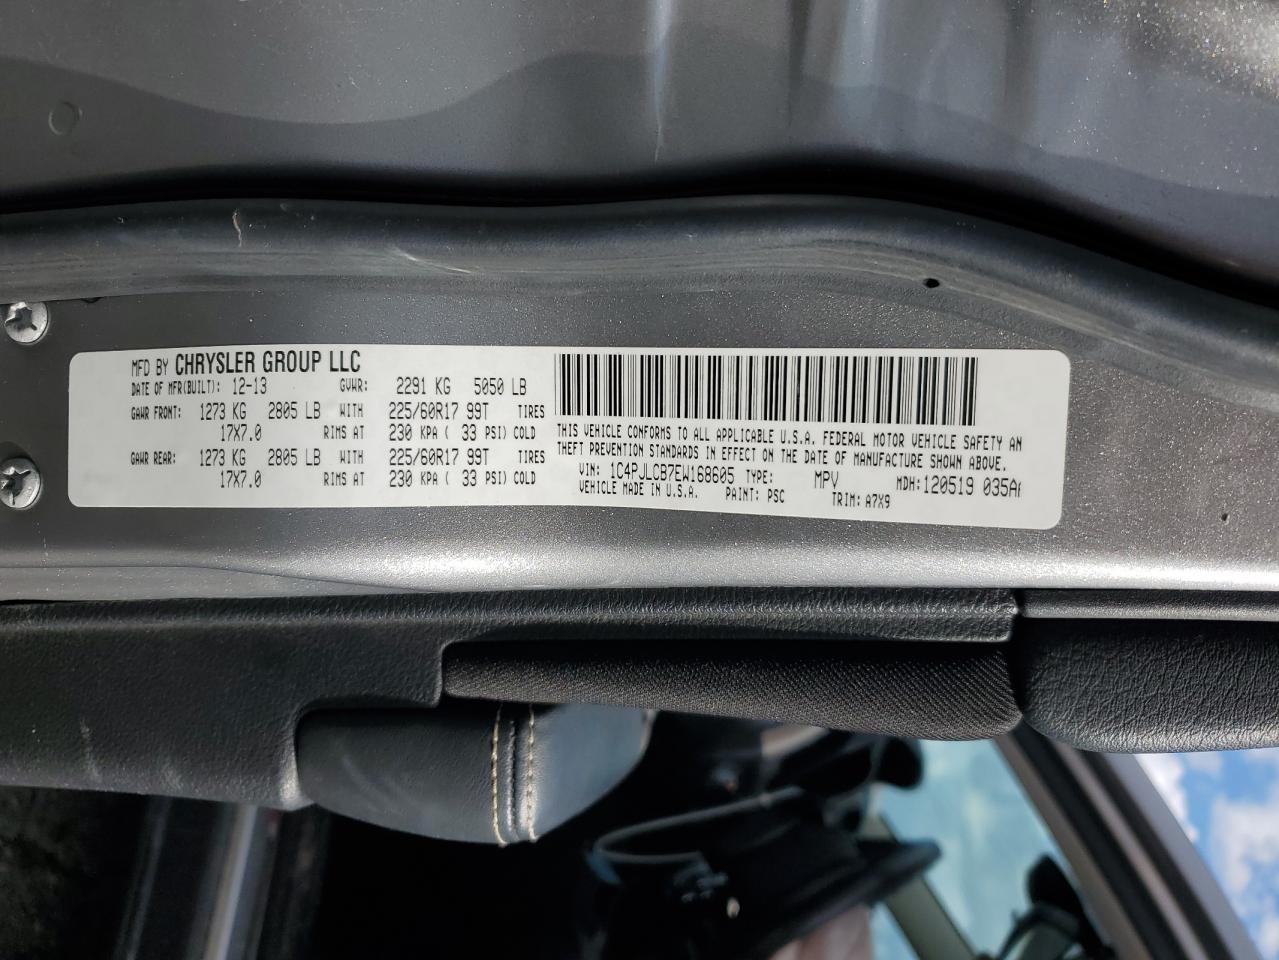 MFD BY CHRYSLER GROUP LLC
DATE OF MFR(BUILT): 12-13 GVWR: 2291 KG 5050 LB
GAWR FRONT: 1273 KG 2805 LB WITH 225/60R17 99T TIRES
17X7.0 RIMS AT 230 KPA ( 33 PSI) COLD
GAWR REAR: 1273 KG 2805 LB WITH 225/60R17 99T TIRES
17X7.0 RIMS AT 230 KPA ( 33 PSI) COLD
THIS VEHICLE CONFORMS TO ALL APPLICABLE U.S.A. FEDERAL MOTOR VEHICLE SAFETY AN
THEFT PREVENTION STANDARDS IN EFFECT ON THE DATE OF MANUFACTURE SHOWN ABOVE.
VIN: 1C4PJLCB7EW168605 TYPE: MPV MDH: 120519 035A
VEHICLE MADE IN U.S.A. PAINT: PSC TRIM: A7X9